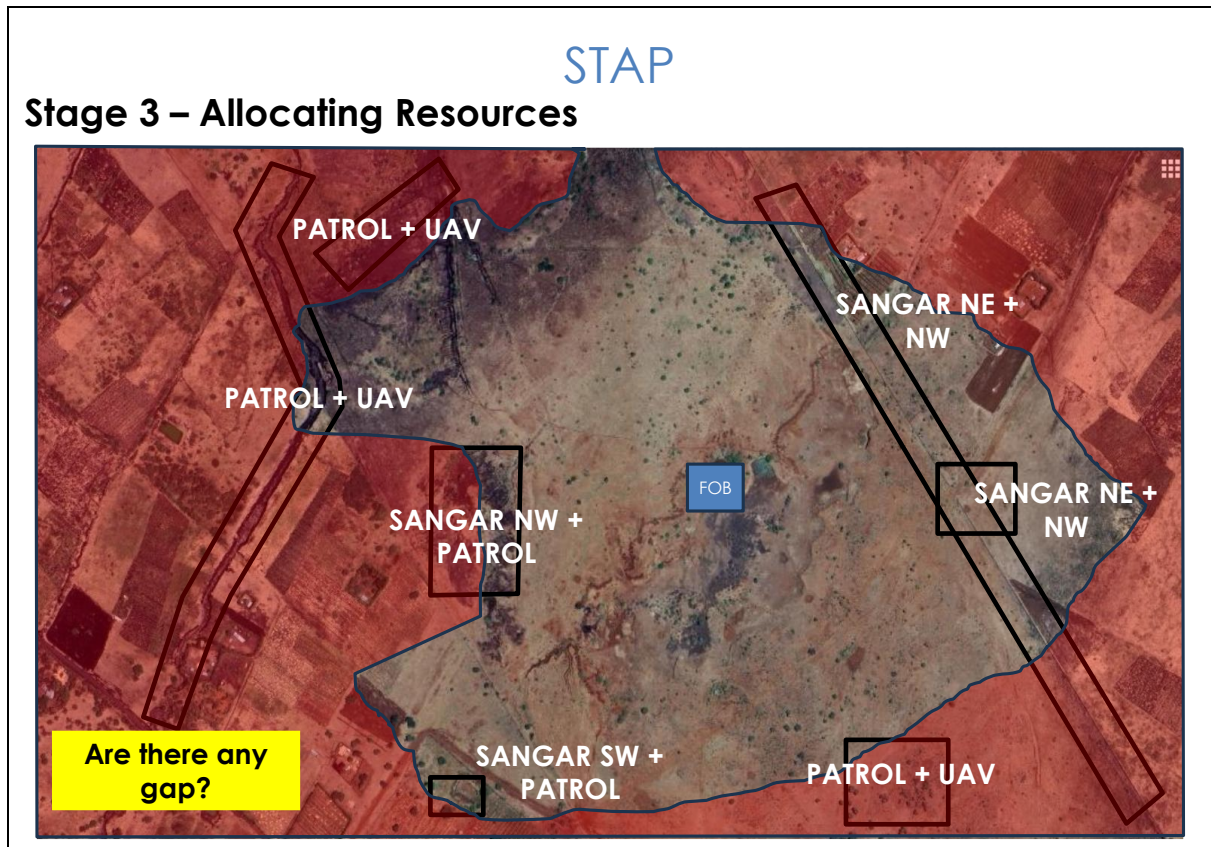 STAP
Stage 3 – Allocating Resources
PATROL + UAV
SANGAR NE +
NW
PATROL + UAV
FOB
SANGAR NW +
PATROL
SANGAR NE +
NW
SANGAR SW +
PATROL
PATROL + UAV
Are there any
gap?